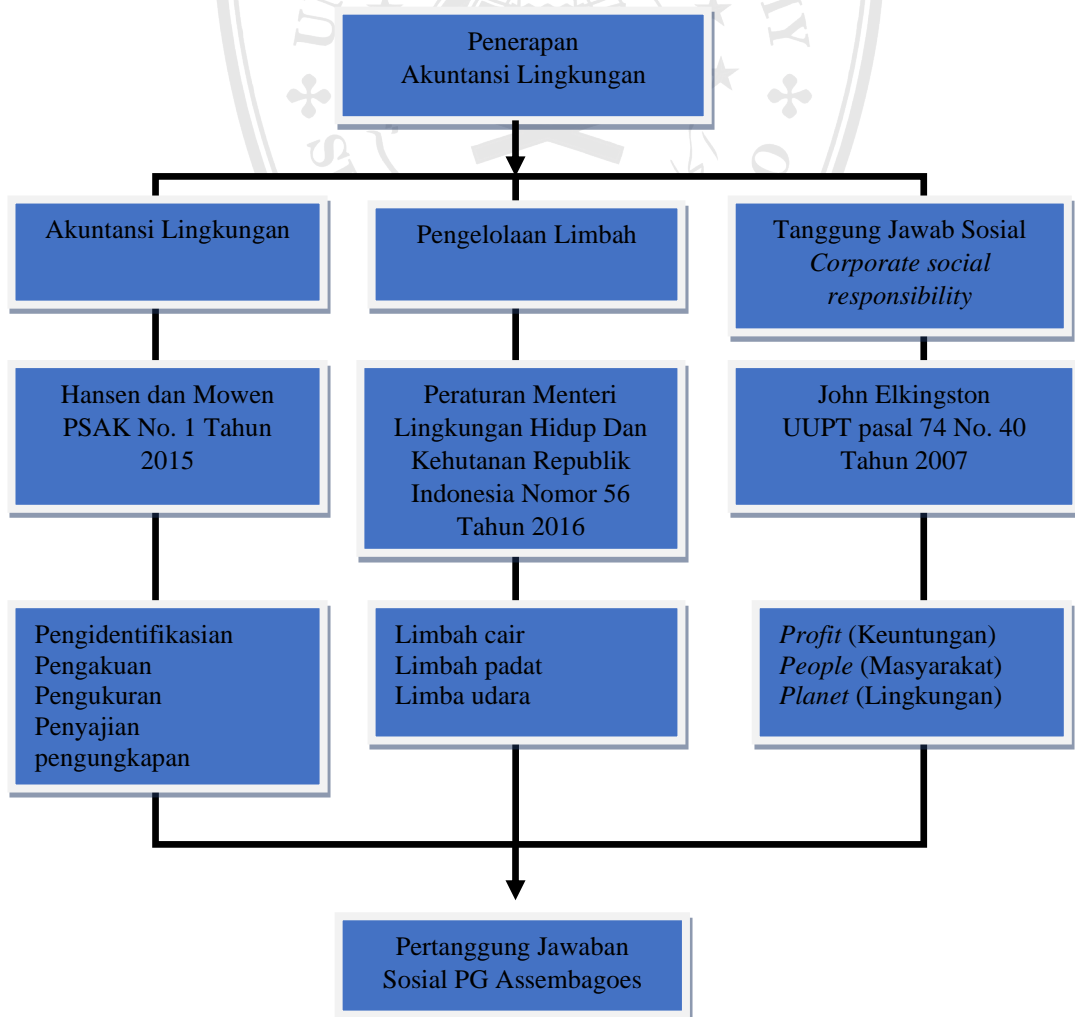 Penerapan
Akuntansi Lingkungan
Akuntansi Lingkungan
Pengelolaan Limbah
Tanggung Jawab Sosial
Corporate social
responsibility
Hansen dan Mowen
PSAK No. 1 Tahun
2015
Peraturan Menteri
Lingkungan Hidup Dan
Kehutanan Republik
Indonesia Nomor 56
Tahun 2016
John Elkingston
UUPT pasal 74 No. 40
Tahun 2007
Pengidentifikasian
Pengakuan
Pengukuran
Penyajian
pengungkapan
Limbah cair
Limbah padat
Limba udara
Profit (Keuntungan)
People (Masyarakat)
Planet (Lingkungan)
Pertanggung Jawaban
Sosial PG Assembagoes